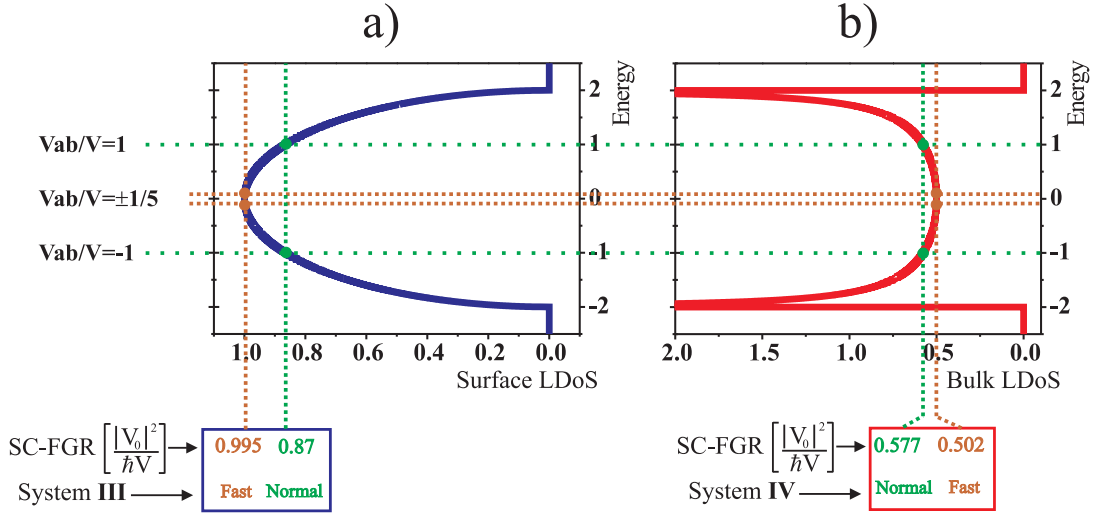 a)
b)
Vab/V=1
Vab/V=±1/5
Vab/V=-1
2
1
0
-1
-2
Energy
1.0
0.8
0.6
0.4
0.2
0.0
Surface LDoS
2
1
0
-1
-2
Energy
2.0
1.5
1.0
0.5
0.0
Bulk LDoS
SC-FGR [|V₀|²/ħV]
0.995 0.87
System III
Fast Normal
SC-FGR [|V₀|²/ħV]
0.577 0.502
System IV
Normal Fast